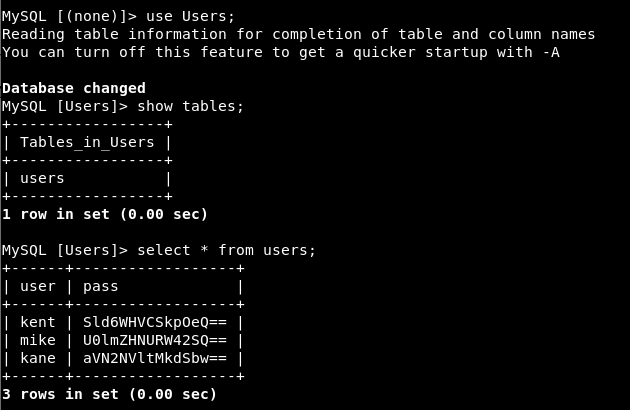 MySQL [(none)]> use Users;
Reading table information for completion of table and column names
You can turn off this feature to get a quicker startup with -A
Database changed
MySQL [Users]> show tables;
+-----------------+
| Tables_in_Users |
+-----------------+
| users           |
+-----------------+
1 row in set (0.00 sec)
MySQL [Users]> select * from users;
+------+------------------+
| user | pass             |
+------+------------------+
| kent | Sld6WHVCSkpOeQ== |
| mike | U0lmZHNURW42SQ== |
| kane | aVN2NVltMkdSbw== |
+------+------------------+
3 rows in set (0.00 sec)